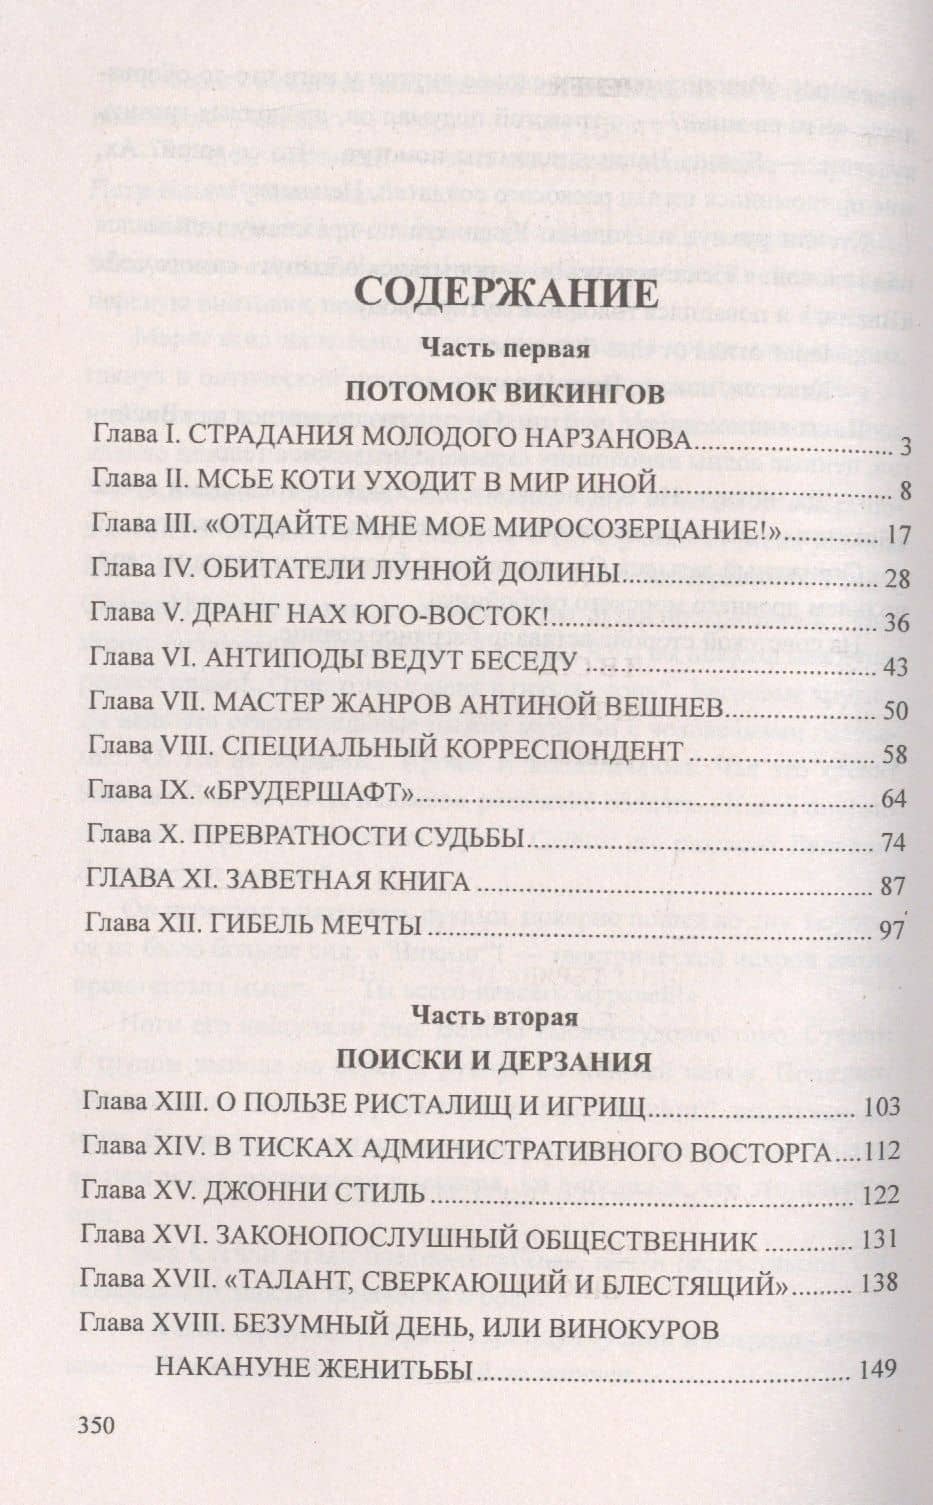 СОДЕРЖАНИЕ
Часть первая
ПОТОМОК ВИКИНГОВ
Глава I. СТРАДАНИЯ МОЛОДОГО НАРЗАНОВА 3
Глава II. МСЬЕ КОТИ УХОДИТ В МИР ИНОЙ 8
Глава III. «ОТДАЙТЕ МНЕ МОЕ МИРОСОЗЕРЦАНИЕ!» 17
Глава IV. ОБИТАТЕЛИ ЛУННОЙ ДОЛИНЫ 28
Глава V. ДРАНГ НАХ ЮГО-ВОСТОК! 36
Глава VI. АНТИПОДЫ ВЕДУТ БЕСЕДУ 43
Глава VII. МАСТЕР ЖАНРОВ АНТИНОЙ ВЕШНЕВ 50
Глава VIII. СПЕЦИАЛЬНЫЙ КОРРЕСПОНДЕНТ 58
Глава IX. «БРУДЕРШАФТ» 64
Глава X. ПРЕВРАТНОСТИ СУДЬБЫ 74
ГЛАВА XI. ЗАВЕТНАЯ КНИГА 87
Глава XII. ГИБЕЛЬ МЕЧТЫ 97
Часть вторая
ПОИСКИ И ДЕРЗАНИЯ
Глава XIII. О ПОЛЬЗЕ РИСТАЛИЩ И ИГРИЩ 103
Глава XIV. В ТИСКАХ АДМИНИСТРАТИВНОГО ВОСТОРГА 112
Глава XV. ДЖОННИ СТИЛЬ 122
Глава XVI. ЗАКОНОПОСЛУШНЫЙ ОБЩЕСТВЕННИК 131
Глава XVII. «ТАЛАНТ, СВЕРКАЮЩИЙ И БЛЕСТЯЩИЙ» 138
Глава XVIII. БЕЗУМНЫЙ ДЕНЬ, ИЛИ ВИНОКУРОВ
НАКАНУНЕ ЖЕНИТЬБЫ 149
350